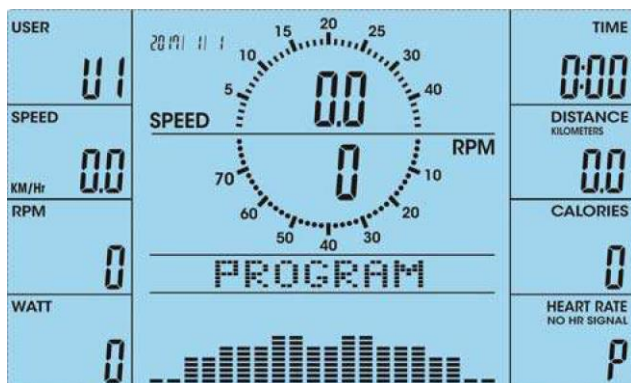 USER
U1
SPEED
KM/Hr 0.0
RPM
0
WATT
0
2017/ 1/ 1
5 10 15 20 25 30 40
SPEED
0.0
RPM
0
70 60 50 40 30 20 10
PROGRAM
TIME
0:00
DISTANCE
KILOMETERS
0.0
CALORIES
0
HEART RATE
NO HR SIGNAL
P